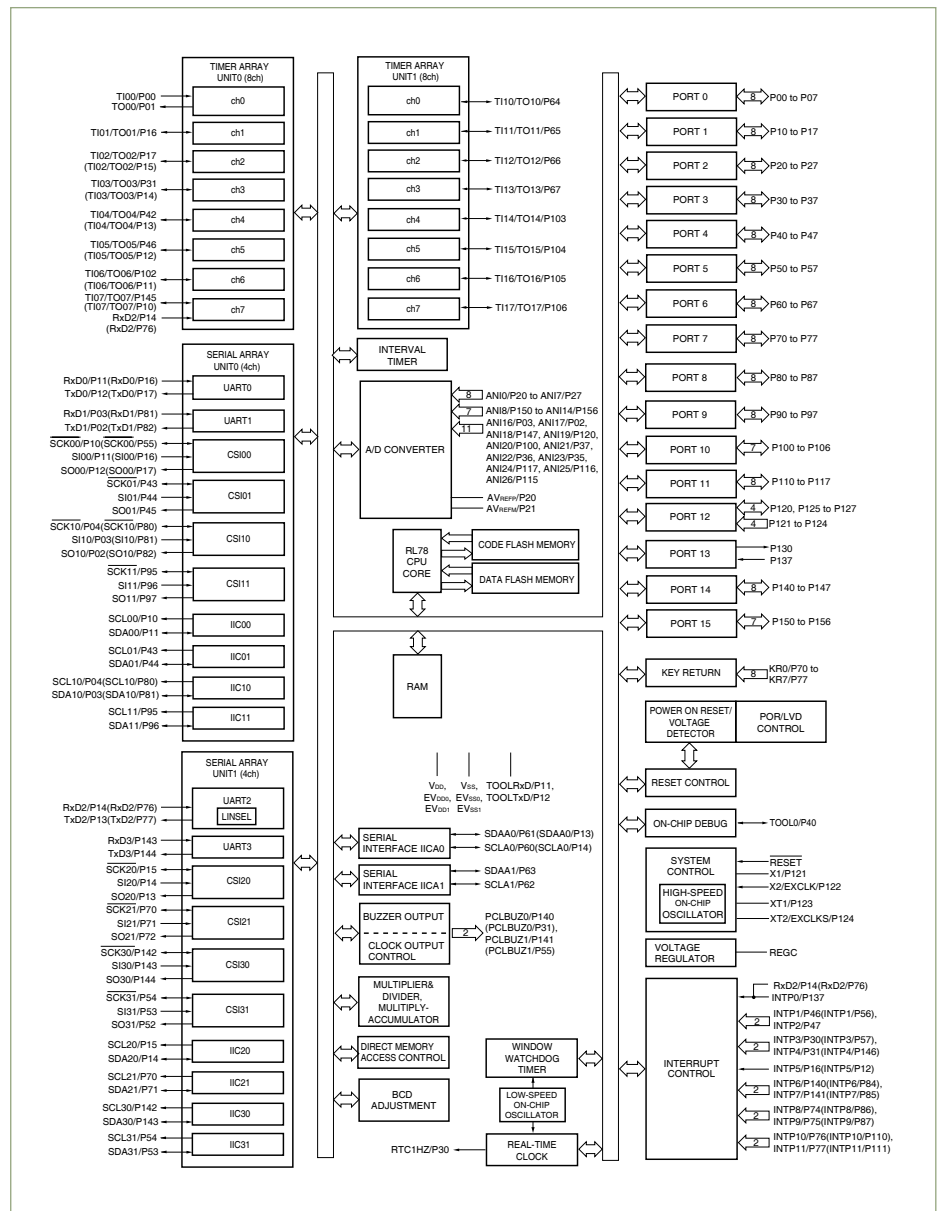 TIMER ARRAY
UNIT0 (8ch)
TI00/P00
TO00/P01
ch0
TI01/TO01/P16
ch1
TI02/TO02/P17
(TI02/TO02/P15)
ch2
TI03/TO03/P31
(TI03/TO03/P14)
ch3
TI04/TO04/P42
(TI04/TO04/P13)
ch4
TI05/TO05/P46
(TI05/TO05/P12)
ch5
TI06/TO06/P102
(TI06/TO06/P11)
ch6
TI07/TO07/P145
(TI07/TO07/P10)
RxD2/P14
(RxD2/P76)
ch7
SERIAL ARRAY
UNIT0 (4ch)
RxD0/P11(RxD0/P16)
TxD0/P12(TxD0/P17)
UART0
RxD1/P03(RxD1/P81)
TxD1/P02(TxD1/P82)
UART1
SCK00/P10(SCK00/P55)
SI00/P11(SI00/P16)
SO00/P12(SO00/P17)
CSI00
SCK01/P43
SI01/P44
SO01/P45
CSI01
SCK10/P04(SCK10/P80)
SI10/P03(SI10/P81)
SO10/P02(SO10/P82)
CSI10
SCK11/P95
SI11/P96
SO11/P97
CSI11
SCL00/P10
SDA00/P11
IIC00
SCL01/P43
SDA01/P44
IIC01
SCL10/P04(SCL10/P80)
SDA10/P03(SDA10/P81)
IIC10
SCL11/P95
SDA11/P96
IIC11
SERIAL ARRAY
UNIT1 (4ch)
RxD2/P14(RxD2/P76)
TxD2/P13(TxD2/P77)
UART2
LINSEL
RxD3/P143
TxD3/P144
UART3
SCK20/P15
SI20/P14
SO20/P13
CSI20
SCK21/P70
SI21/P71
SO21/P72
CSI21
SCK30/P142
SI30/P143
SO30/P144
CSI30
SCK31/P54
SI31/P53
SO31/P52
CSI31
SCL20/P15
SDA20/P14
IIC20
SCL21/P70
SDA21/P71
IIC21
SCL30/P142
SDA30/P143
IIC30
SCL31/P54
SDA31/P53
IIC31
TIMER ARRAY
UNIT1 (8ch)
ch0
TI10/TO10/P64
ch1
TI11/TO11/P65
ch2
TI12/TO12/P66
ch3
TI13/TO13/P67
ch4
TI14/TO14/P103
ch5
TI15/TO15/P104
ch6
TI16/TO16/P105
ch7
TI17/TO17/P106
INTERVAL
TIMER
A/D CONVERTER
8 ANI0/P20 to ANI7/P27
7 ANI8/P150 to ANI14/P156
11 ANI16/P03, ANI17/P02,
ANI18/P147, ANI19/P120,
ANI20/P100, ANI21/P37,
ANI22/P36, ANI23/P35,
ANI24/P117, ANI25/P116,
ANI26/P115
AVREFP/P20
AVREFM/P21
RL78
CPU
CORE
CODE FLASH MEMORY
DATA FLASH MEMORY
RAM
VDD,
EVDD0,
EVDD1
VSS,
EVSS0,
EVSS1
TOOLRxD/P11,
TOOLTxD/P12
SERIAL
INTERFACE IICA0
SDAA0/P61(SDAA0/P13)
SCLA0/P60(SCLA0/P14)
SERIAL
INTERFACE IICA1
SDAA1/P63
SCLA1/P62
BUZZER OUTPUT
CLOCK OUTPUT
CONTROL
2
PCLBUZ0/P140
(PCLBUZ0/P31),
PCLBUZ1/P141
(PCLBUZ1/P55)
MULTIPLIER&
DIVIDER,
MULITIPLY-
ACCUMULATOR
DIRECT MEMORY
ACCESS CONTROL
BCD
ADJUSTMENT
WINDOW
WATCHDOG
TIMER
LOW-SPEED
ON-CHIP
OSCILLATOR
RTC1HZ/P30
REAL-TIME
CLOCK
PORT 0
8 P00 to P07
PORT 1
8 P10 to P17
PORT 2
8 P20 to P27
PORT 3
8 P30 to P37
PORT 4
8 P40 to P47
PORT 5
8 P50 to P57
PORT 6
8 P60 to P67
PORT 7
8 P70 to P77
PORT 8
8 P80 to P87
PORT 9
8 P90 to P97
PORT 10
7 P100 to P106
PORT 11
8 P110 to P117
PORT 12
4 P120, P125 to P127
4 P121 to P124
PORT 13
P130
P137
PORT 14
8 P140 to P147
PORT 15
7 P150 to P156
KEY RETURN
8
KR0/P70 to
KR7/P77
POWER ON RESET/
VOLTAGE
DETECTOR
POR/LVD
CONTROL
RESET CONTROL
ON-CHIP DEBUG
TOOL0/P40
SYSTEM
CONTROL
HIGH-SPEED
ON-CHIP
OSCILLATOR
RESET
X1/P121
X2/EXCLK/P122
XT1/P123
XT2/EXCLKS/P124
VOLTAGE
REGULATOR
REGC
INTERRUPT
CONTROL
RxD2/P14(RxD2/P76)
INTP0/P137
2 INTP1/P46(INTP1/P56),
INTP2/P47
2 INTP3/P30(INTP3/P57),
INTP4/P31(INTP4/P146)
INTP5/P16(INTP5/P12)
2 INTP6/P140(INTP6/P84),
INTP7/P141(INTP7/P85)
2 INTP8/P74(INTP8/P86),
INTP9/P75(INTP9/P87)
2 INTP10/P76(INTP10/P110),
INTP11/P77(INTP11/P111)